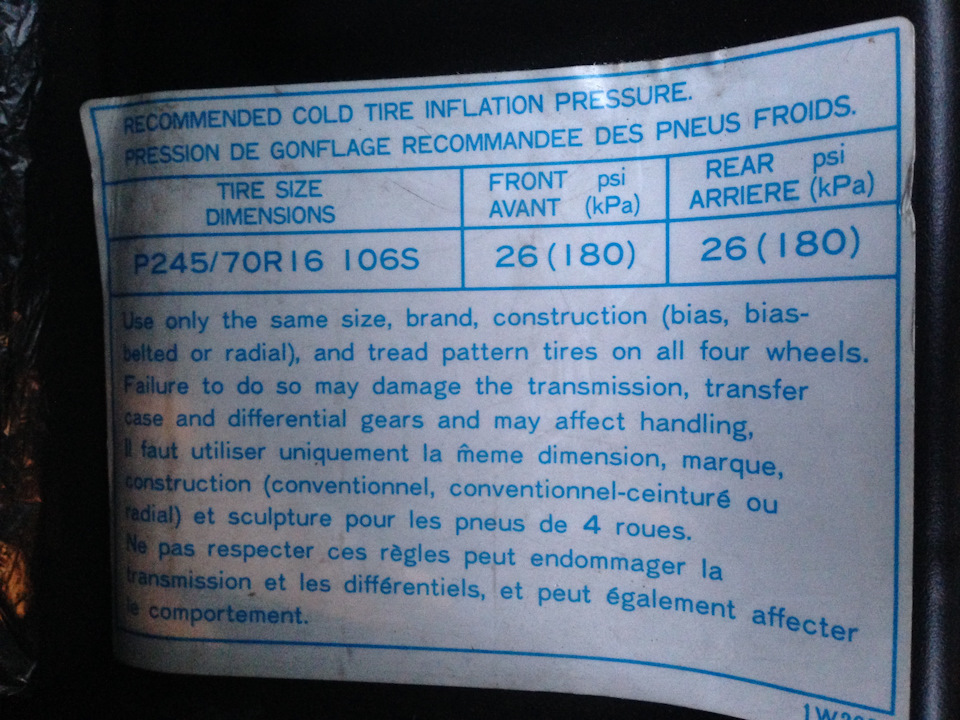 RECOMMENDED COLD TIRE INFLATION PRESSURE.
PRESSION DE GONFLAGE RECOMMANDEE DES PNEUS FROIDS.
TIRE SIZE
DIMENSIONS
FRONT psi
AVANT (kPa)
REAR psi
ARRIERE (kPa)
P245/70R16 106S
26 (180)
26 (180)
Use only the same size, brand, construction (bias, bias-
belted or radial), and tread pattern tires on all four wheels.
Failure to do so may damage the transmission, transfer
case and differential gears and may affect handling,
Il faut utiliser uniquement la m̂eme dimension, marque,
construction (conventionnel, conventionnel-ceinturé ou
radial) et sculpture pour les pneus de 4 roues.
Ne pas respecter ces règles peut endommager la
transmission et les différentiels, et peut également affecter
le comportement.